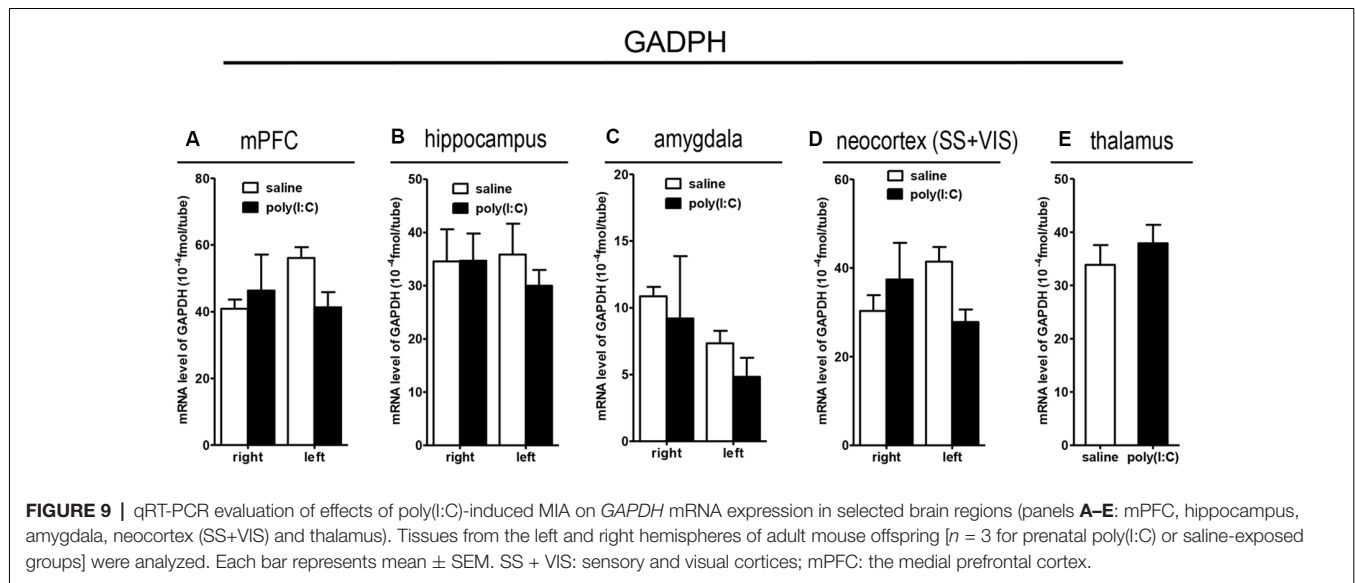 GADPH
A mPFC
mRNA level of GAPDH (10⁻⁴fmol/tube)
80
60
40
20
0
saline
poly(I:C)
right left
B hippocampus
mRNA level of GAPDH (10⁻⁴fmol/tube)
50
40
30
20
10
0
saline
poly(I:C)
right left
C amygdala
mRNA level of GAPDH (10⁻⁴fmol/tube)
20
15
10
5
0
saline
poly(I:C)
right left
D neocortex (SS+VIS)
mRNA level of GAPDH (10⁻⁴fmol/tube)
60
40
20
0
saline
poly(I:C)
right left
E thalamus
mRNA level of GAPDH (10⁻⁴fmol/tube)
50
40
30
20
10
0
saline poly(I:C)
FIGURE 9 | qRT-PCR evaluation of effects of poly(I:C)-induced MIA on GAPDH mRNA expression in selected brain regions (panels A–E: mPFC, hippocampus,
amygdala, neocortex (SS+VIS) and thalamus). Tissues from the left and right hemispheres of adult mouse offspring [n = 3 for prenatal poly(I:C) or saline-exposed
groups] were analyzed. Each bar represents mean ± SEM. SS + VIS: sensory and visual cortices; mPFC: the medial prefrontal cortex.